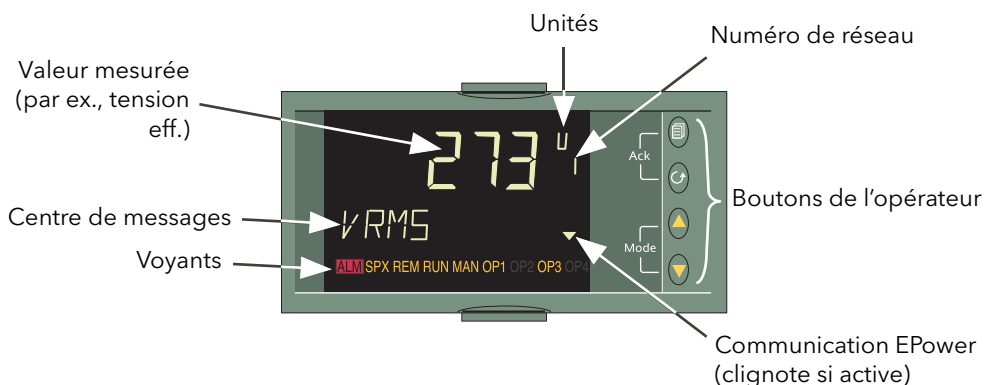 Unités
Numéro de réseau
Valeur mesurée
(par ex., tension
eff.)
273
U
1
Ack
Boutons de l'opérateur
Centre de messages
VRMS
Mode
Voyants
ALM SPX REM RUN MAN OP1 OP2 OP3 OP4
Communication EPower
(clignote si active)